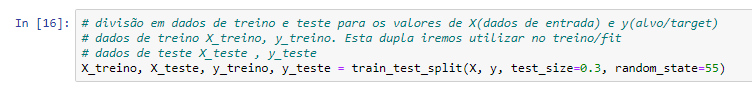 In [16]: # divisão em dados de treino e teste para os valores de X(dados de entrada) e y(alvo/target)
# dados de treino X_treino, y_treino. Esta dupla iremos utilizar no treino/fit
# dados de teste X_teste , y_teste
X_treino, X_teste, y_treino, y_teste = train_test_split(X, y, test_size=0.3, random_state=55)